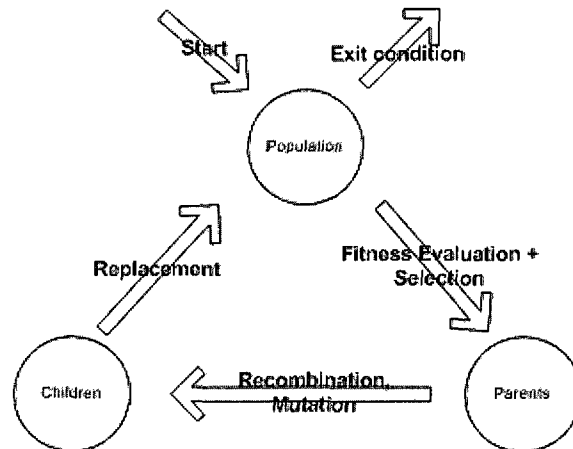 Start
Exit condition
Population
Replacement
Fitness Evaluation +
Selection
Children
Recombination,
Mutation
Parents